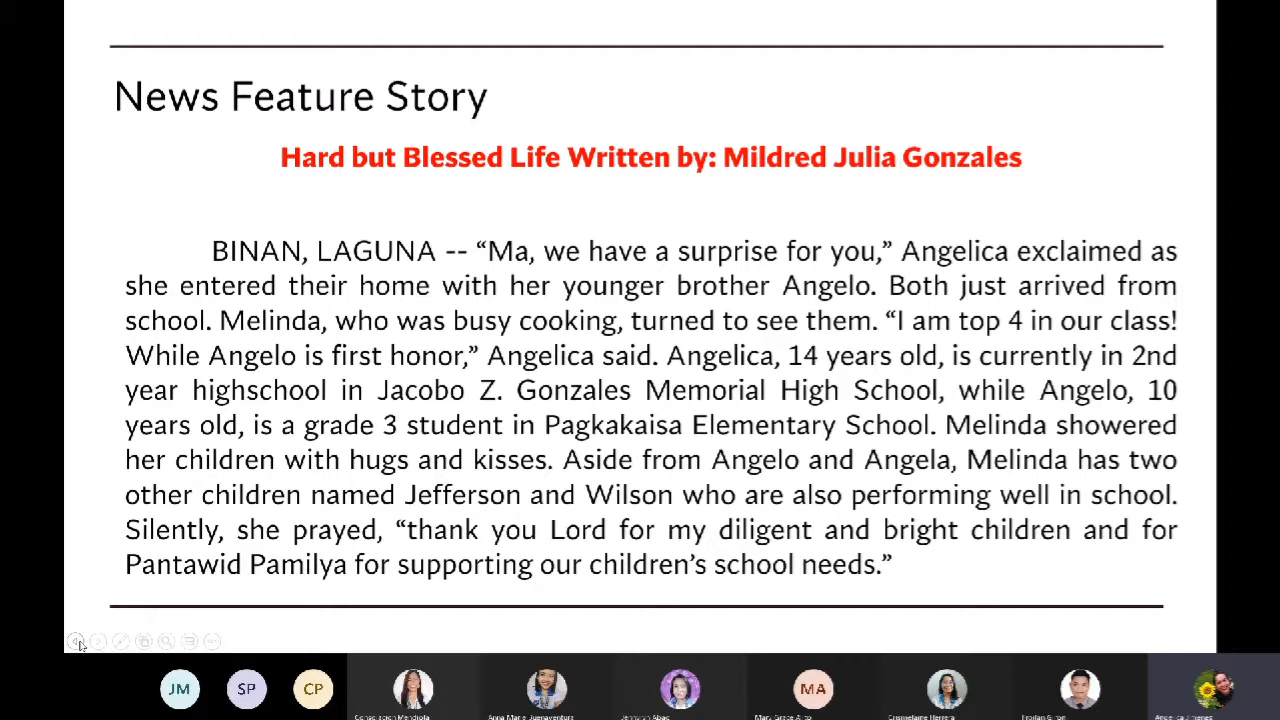 News Feature Story
Hard but Blessed Life Written by: Mildred Julia Gonzales
BINAN, LAGUNA -- “Ma, we have a surprise for you,” Angelica exclaimed as
she entered their home with her younger brother Angelo. Both just arrived from
school. Melinda, who was busy cooking, turned to see them. “I am top 4 in our class!
While Angelo is first honor,” Angelica said. Angelica, 14 years old, is currently in 2nd
year highschool in Jacobo Z. Gonzales Memorial High School, while Angelo, 10
years old, is a grade 3 student in Pagkakaisa Elementary School. Melinda showered
her children with hugs and kisses. Aside from Angelo and Angela, Melinda has two
other children named Jefferson and Wilson who are also performing well in school.
Silently, she prayed, “thank you Lord for my diligent and bright children and for
Pantawid Pamilya for supporting our children’s school needs.”
JM SP CP MA